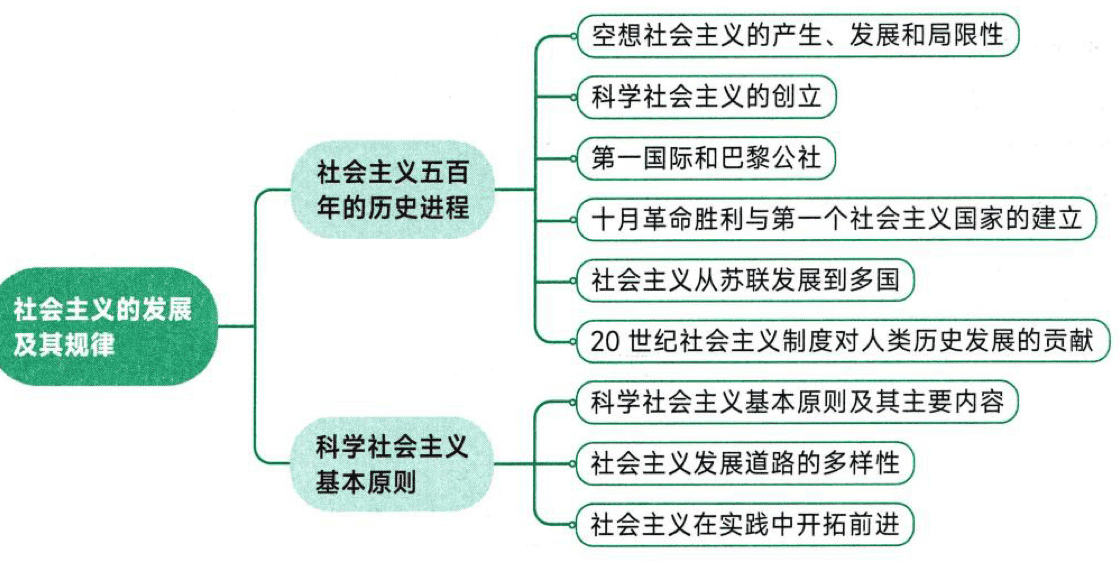 社会主义的发展
及其规律
社会主义五百
年的历史进程
空想社会主义的产生、发展和局限性
科学社会主义的创立
第一国际和巴黎公社
十月革命胜利与第一个社会主义国家的建立
社会主义从苏联发展到多国
20 世纪社会主义制度对人类历史发展的贡献
科学社会主义
基本原则
科学社会主义基本原则及其主要内容
社会主义发展道路的多样性
社会主义在实践中开拓前进